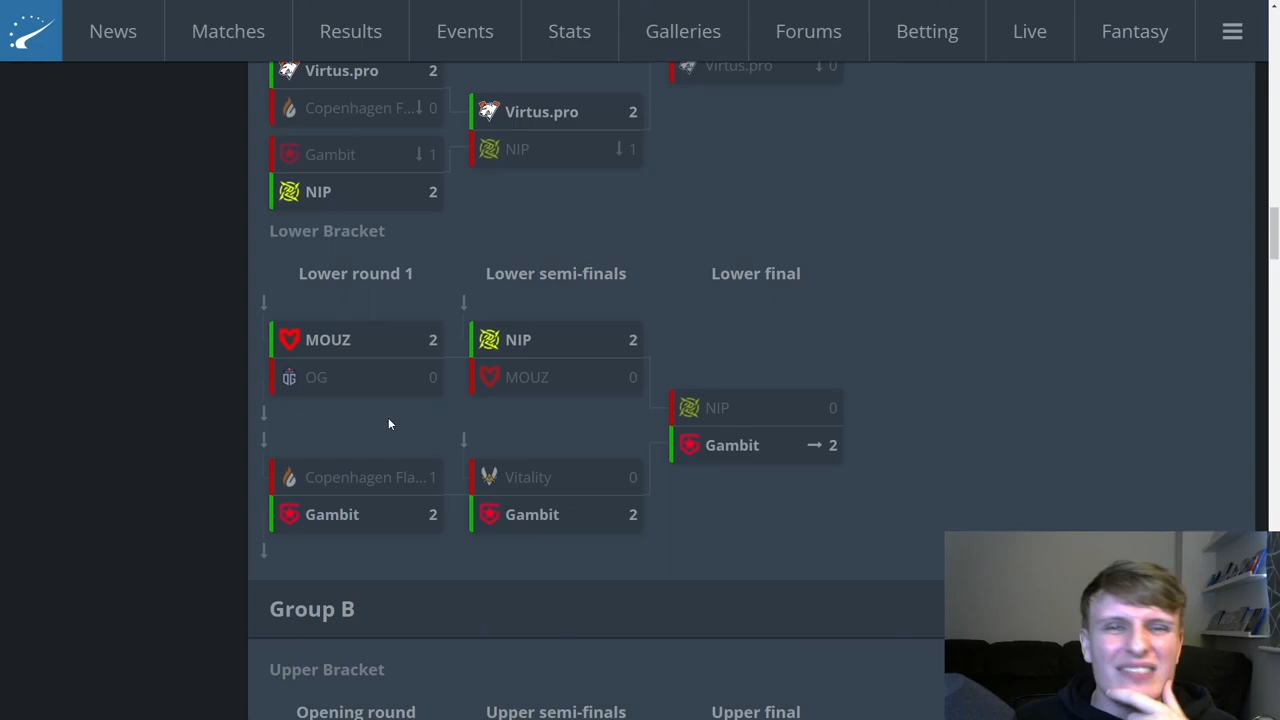 News Matches Results Events Stats Galleries Forums Betting Live Fantasy
Virtus.pro 2
Virtus.pro 0
Copenhagen F... 0
Virtus.pro 2
NIP 1
Gambit 1
NIP 2
Lower Bracket
Lower round 1 Lower semi-finals Lower final
MOUZ 2
OG 0
NIP 2
MOUZ 0
NIP 0
Gambit 2
Copenhagen Fla... 1
Gambit 2
Vitality 0
Gambit 2
Group B
Upper Bracket
Opening round Upper semi-finals Upper final